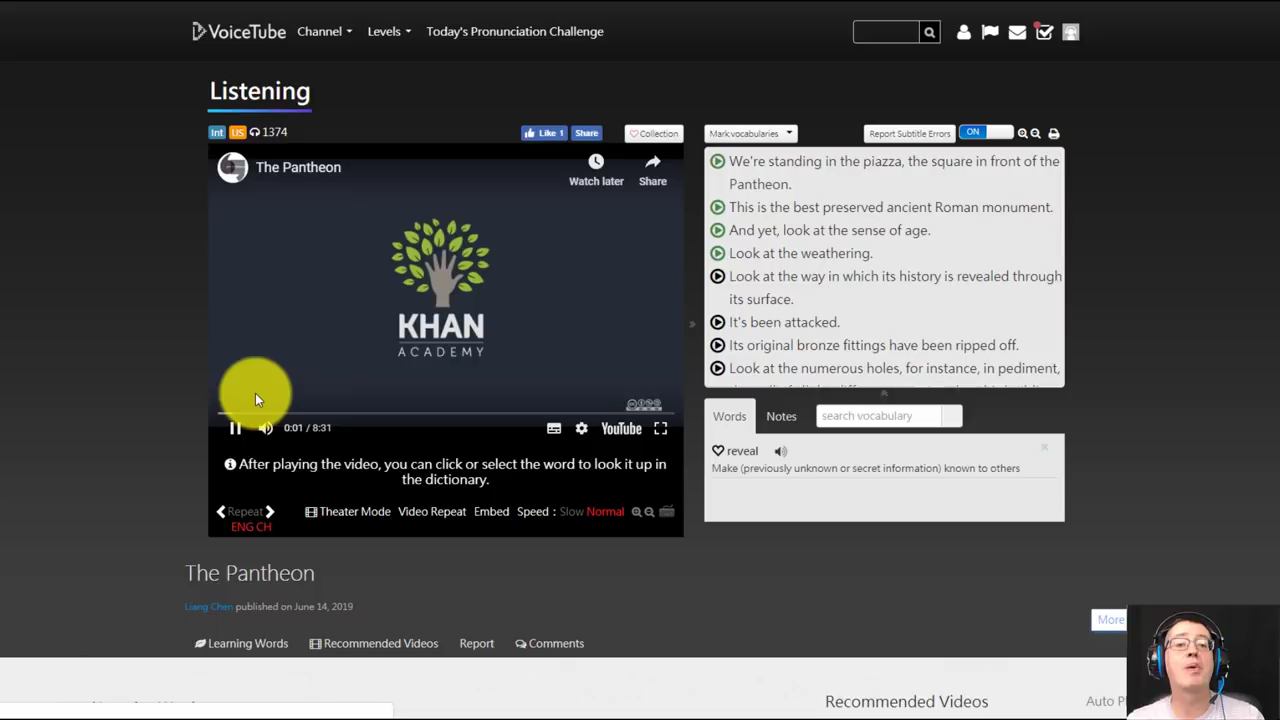 VoiceTube
Channel
Levels
Today's Pronunciation Challenge
Listening
Int US 1374
Like 1
Share
Collection
Mark vocabularies
Report Subtitle Errors
ON
The Pantheon
Watch later
Share
KHAN
ACADEMY
0:01 / 8:31
YouTube
After playing the video, you can click or select the word to look it up in
the dictionary.
Repeat
ENG CH
Theater Mode
Video Repeat
Embed
Speed :
Slow
Normal
We're standing in the piazza, the square in front of the
Pantheon.
This is the best preserved ancient Roman monument.
And yet, look at the sense of age.
Look at the weathering.
Look at the way in which its history is revealed through
its surface.
It's been attacked.
Its original bronze fittings have been ripped off.
Look at the numerous holes, for instance, in pediment,
Words
Notes
search vocabulary
reveal
Make (previously unknown or secret information) known to others
The Pantheon
Liang Chen published on June 14, 2019
More
Learning Words
Recommended Videos
Report
Comments
Recommended Videos